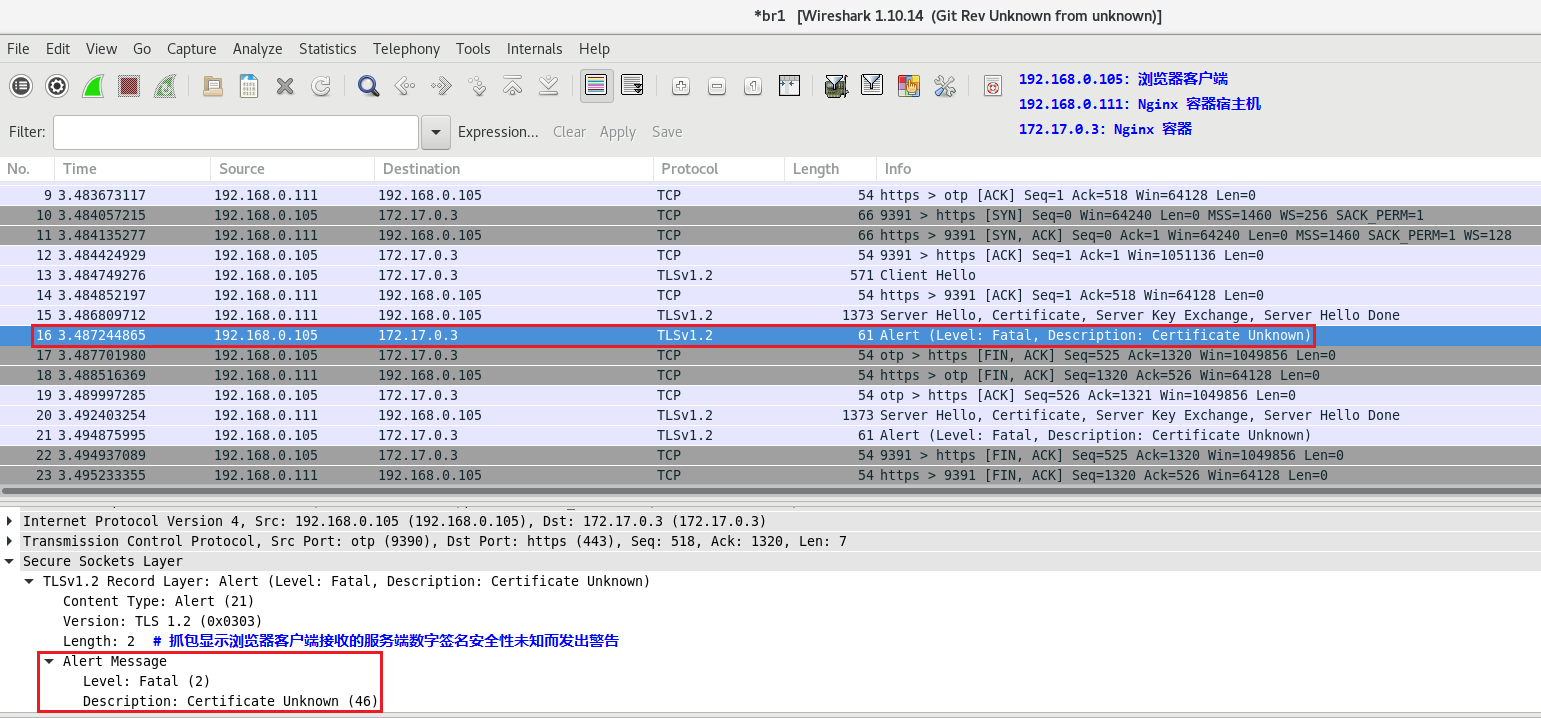 *br1   [Wireshark 1.10.14  (Git Rev Unknown from unknown)]
File Edit View Go Capture Analyze Statistics Telephony Tools Internals Help
192.168.0.105: 浏览器客户端
192.168.0.111: Nginx 容器宿主机
172.17.0.3: Nginx 容器
Filter: Expression... Clear Apply Save
No. Time Source Destination Protocol Length Info
9 3.483673117 192.168.0.111 192.168.0.105 TCP 54 https > otp [ACK] Seq=1 Ack=518 Win=64128 Len=0
10 3.484057215 192.168.0.105 172.17.0.3 TCP 66 9391 > https [SYN] Seq=0 Win=64240 Len=0 MSS=1460 WS=256 SACK_PERM=1
11 3.484135277 192.168.0.111 192.168.0.105 TCP 66 https > 9391 [SYN, ACK] Seq=0 Ack=1 Win=64240 Len=0 MSS=1460 SACK_PERM=1 WS=128
12 3.484424929 192.168.0.105 172.17.0.3 TCP 54 9391 > https [ACK] Seq=1 Ack=1 Win=1051136 Len=0
13 3.484749276 192.168.0.105 172.17.0.3 TLSv1.2 571 Client Hello
14 3.484852197 192.168.0.111 192.168.0.105 TCP 54 https > 9391 [ACK] Seq=1 Ack=518 Win=64128 Len=0
15 3.486809712 192.168.0.111 192.168.0.105 TLSv1.2 1373 Server Hello, Certificate, Server Key Exchange, Server Hello Done
16 3.487244865 192.168.0.105 172.17.0.3 TLSv1.2 61 Alert (Level: Fatal, Description: Certificate Unknown)
17 3.487701980 192.168.0.105 172.17.0.3 TCP 54 otp > https [FIN, ACK] Seq=525 Ack=1320 Win=1049856 Len=0
18 3.488516369 192.168.0.111 192.168.0.105 TCP 54 https > otp [FIN, ACK] Seq=1320 Ack=526 Win=64128 Len=0
19 3.489997285 192.168.0.105 172.17.0.3 TCP 54 otp > https [ACK] Seq=526 Ack=1321 Win=1049856 Len=0
20 3.492403254 192.168.0.111 192.168.0.105 TLSv1.2 1373 Server Hello, Certificate, Server Key Exchange, Server Hello Done
21 3.494875995 192.168.0.105 172.17.0.3 TLSv1.2 61 Alert (Level: Fatal, Description: Certificate Unknown)
22 3.494937089 192.168.0.105 172.17.0.3 TCP 54 9391 > https [FIN, ACK] Seq=525 Ack=1320 Win=1049856 Len=0
23 3.495233355 192.168.0.111 192.168.0.105 TCP 54 https > 9391 [FIN, ACK] Seq=1320 Ack=526 Win=64128 Len=0
Internet Protocol Version 4, Src: 192.168.0.105 (192.168.0.105), Dst: 172.17.0.3 (172.17.0.3)
Transmission Control Protocol, Src Port: otp (9390), Dst Port: https (443), Seq: 518, Ack: 1320, Len: 7
Secure Sockets Layer
TLSv1.2 Record Layer: Alert (Level: Fatal, Description: Certificate Unknown)
Content Type: Alert (21)
Version: TLS 1.2 (0x0303)
Length: 2 # 抓包显示浏览器客户端接收的服务端数字签名安全性未知而发出警告
Alert Message
Level: Fatal (2)
Description: Certificate Unknown (46)